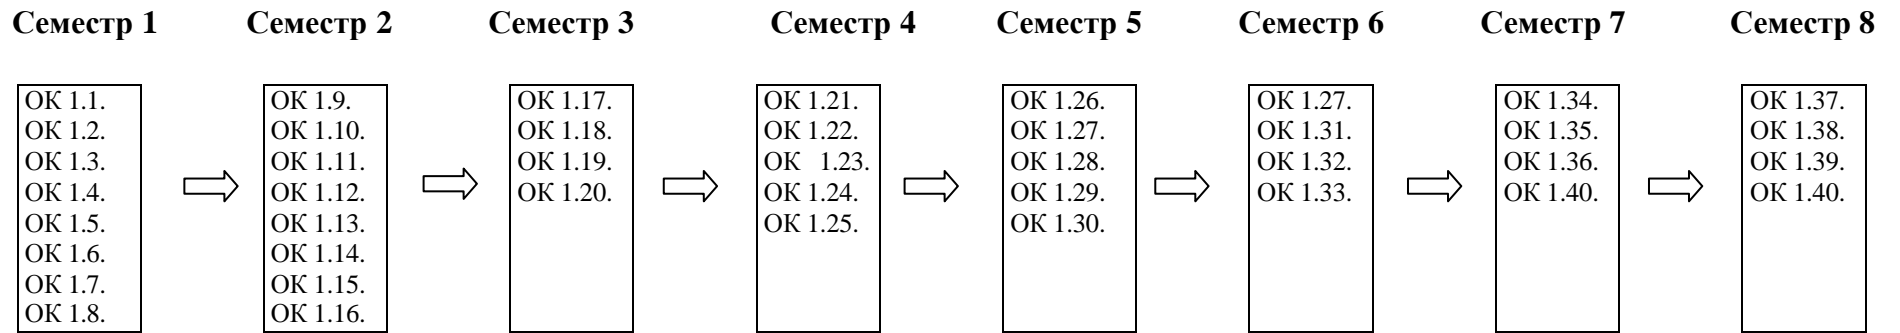 Семестр 1
Семестр 2
Семестр 3
Семестр 4
Семестр 5
Семестр 6
Семестр 7
Семестр 8
ОК 1.1.
ОК 1.2.
ОК 1.3.
ОК 1.4.
ОК 1.5.
ОК 1.6.
ОК 1.7.
ОК 1.8.
ОК 1.9.
ОК 1.10.
ОК 1.11.
ОК 1.12.
ОК 1.13.
ОК 1.14.
ОК 1.15.
ОК 1.16.
ОК 1.17.
ОК 1.18.
ОК 1.19.
ОК 1.20.
ОК 1.21.
ОК 1.22.
ОК 1.23.
ОК 1.24.
ОК 1.25.
ОК 1.26.
ОК 1.27.
ОК 1.28.
ОК 1.29.
ОК 1.30.
ОК 1.27.
ОК 1.31.
ОК 1.32.
ОК 1.33.
ОК 1.34.
ОК 1.35.
ОК 1.36.
ОК 1.40.
ОК 1.37.
ОК 1.38.
ОК 1.39.
ОК 1.40.